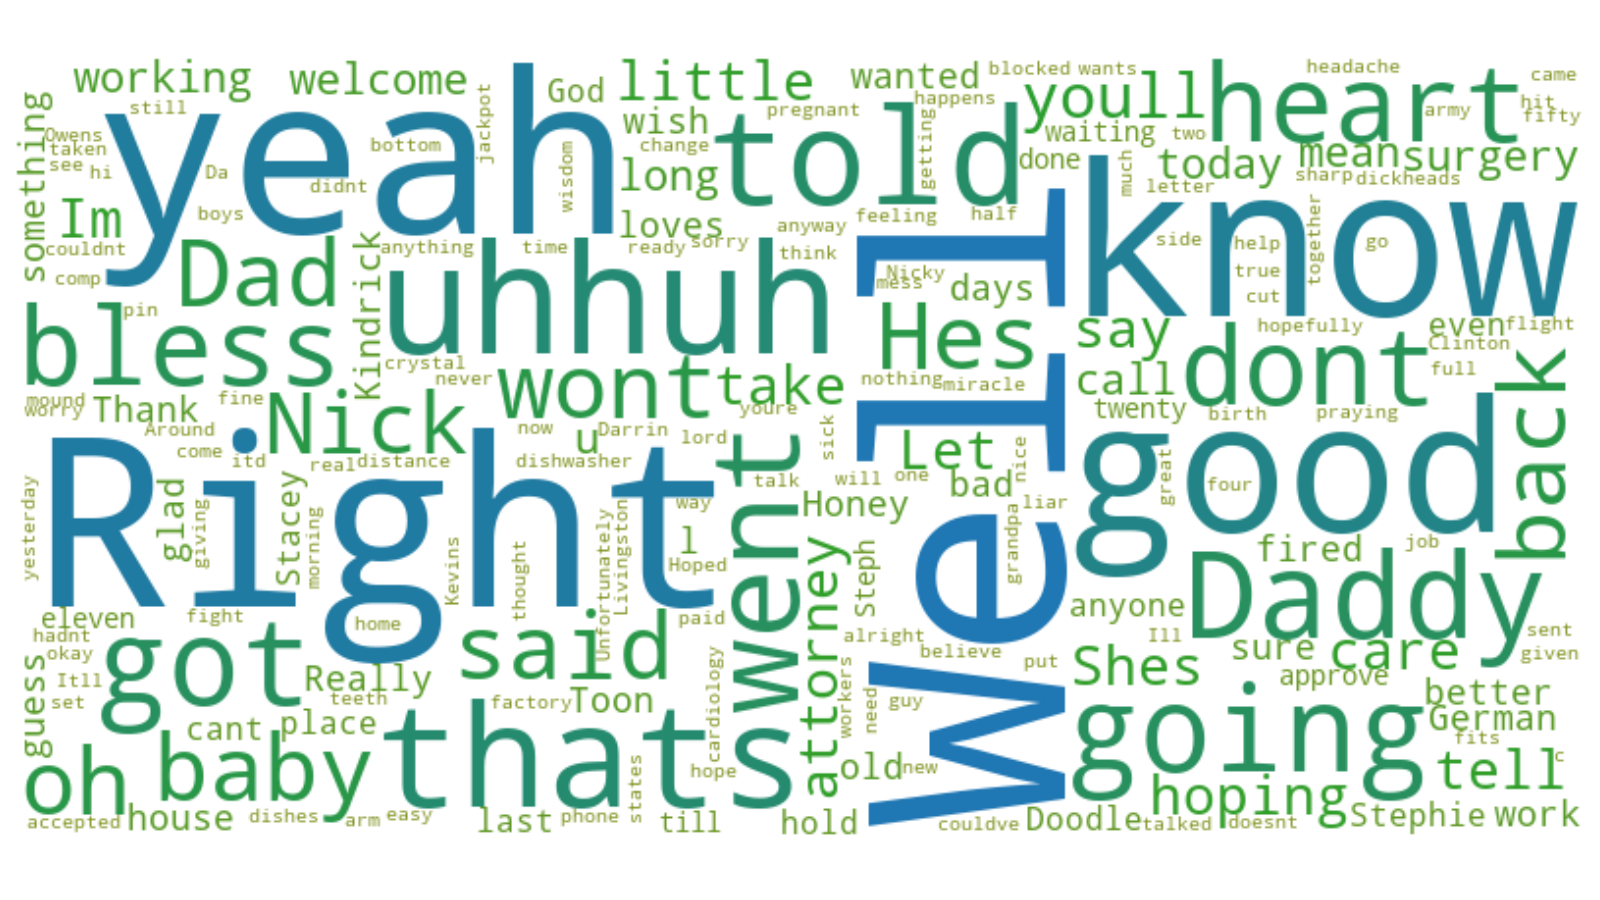 working welcome God little wanted blocked wants youll heart headache came
still yeah jackpot wish told pregnant happens waiting two army hit fifty
something Owens taken see hi Da bottom didnt wisdom change long getting done much today mean surgery
Im boys loves anyway feeling half letter sharp dickheads
couldnt Dad Kindrick anything time ready sorry think Well know side help together go
comp pin uhhuh Nicky mess days true cut
bless crystal never wont take Hes say hopefully even flight Clinton
mound worry Thank fine Nick youre nothing miracle call dont full back
Around come itd now u Darrin lord sick Let twenty birth praying
Right real distance dishwasher went talk will one bad nice good great four
yesterday glad giving Stacey morning Kevins thought Unfortunately Livingston way l Hoped Honey liar grandpa fired job
eleven fight home said paid attorney Steph anyone Daddy
hadnt okay Itll set guess got Really teeth alright believe put Shes Ill sure care sent given
cant place factory Toon cardiology workers need guy approve better German fits
oh baby thats hope states old new going tell c
accepted house dishes arm easy last phone till hold couldve Doodle talked hoping doesnt Stephie work